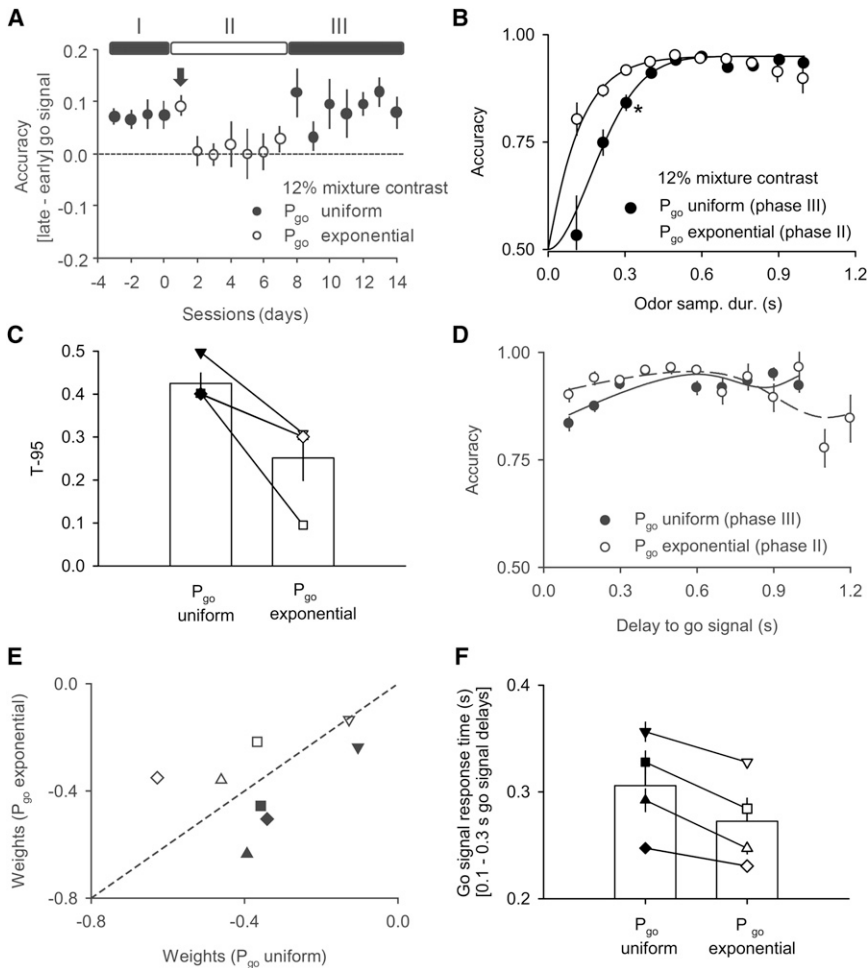 A
I II III
0.2
0.1
0.0
-0.1
-0.2
Accuracy
[late - early] go signal
12% mixture contrast
Pgo uniform
Pgo exponential
-4 -2 0 2 4 6 8 10 12 14
Sessions (days)
B
1.00
0.75
0.50
Accuracy
*
12% mixture contrast
Pgo uniform (phase III)
Pgo exponential (phase II)
0.0 0.3 0.6 0.9 1.2
Odor samp. dur. (s)
C
0.5
0.4
0.3
0.2
0.1
0.0
T-95
Pgo
uniform
Pgo
exponential
D
1.00
0.75
0.50
Accuracy
Pgo uniform (phase III)
Pgo exponential (phase II)
0.0 0.3 0.6 0.9 1.2
Delay to go signal (s)
E
0.0
-0.4
-0.8
Weights (Pgo exponential)
-0.8 -0.4 0.0
Weights (Pgo uniform)
F
0.4
0.3
0.2
Go signal response time (s)
[0.1 - 0.3 s go signal delays]
Pgo
uniform
Pgo
exponential